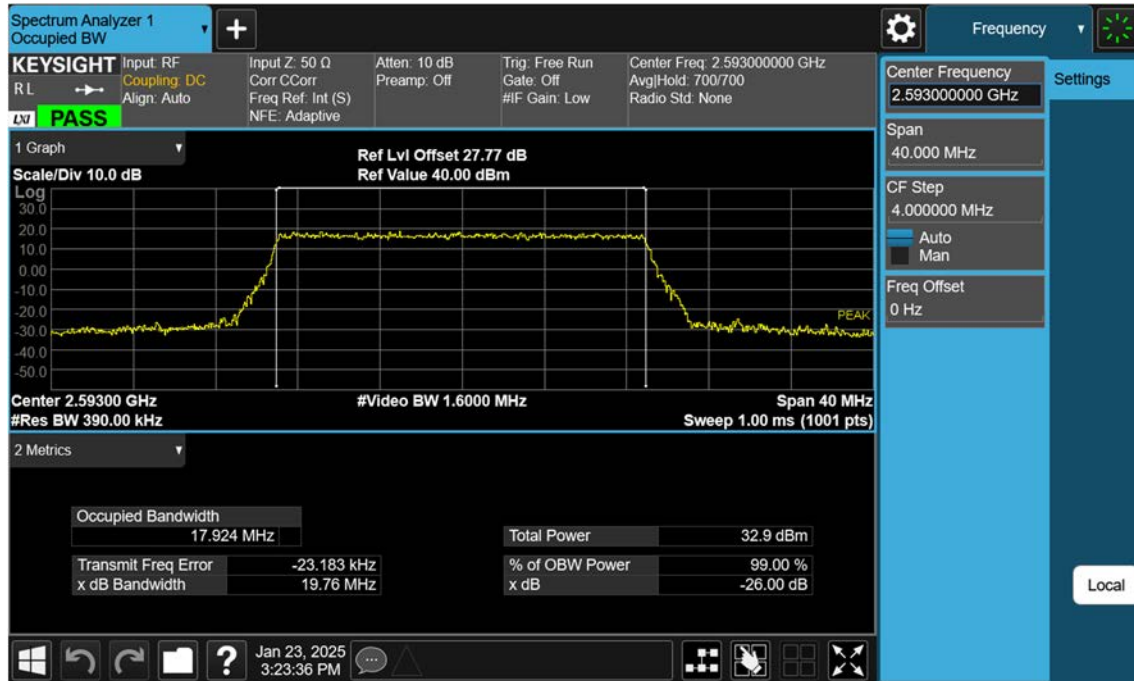 Spectrum Analyzer 1
Occupied BW
+
Frequency
KEYSIGHT
RL
LXI PASS
Input: RF
Coupling: DC
Align: Auto
Input Z: 50 Ω
Corr CCorr
Freq Ref: Int (S)
NFE: Adaptive
Atten: 10 dB
Preamp: Off
Trig: Free Run
Gate: Off
#IF Gain: Low
Center Freq: 2.593000000 GHz
Avg|Hold: 700/700
Radio Std: None
Center Frequency
2.593000000 GHz
Settings
Span
40.000 MHz
CF Step
4.000000 MHz
Auto
Man
Freq Offset
0 Hz
1 Graph
Scale/Div 10.0 dB
Ref Lvl Offset 27.77 dB
Ref Value 40.00 dBm
Log
30.0
20.0
10.0
0.00
-10.0
-20.0
-30.0
-40.0
-50.0
PEAK
Center 2.59300 GHz
#Video BW 1.6000 MHz
Span 40 MHz
#Res BW 390.00 kHz
Sweep 1.00 ms (1001 pts)
2 Metrics
Occupied Bandwidth
17.924 MHz
Total Power 32.9 dBm
Transmit Freq Error -23.183 kHz
% of OBW Power 99.00 %
x dB Bandwidth 19.76 MHz
x dB -26.00 dB
Local
?
Jan 23, 2025
3:23:36 PM